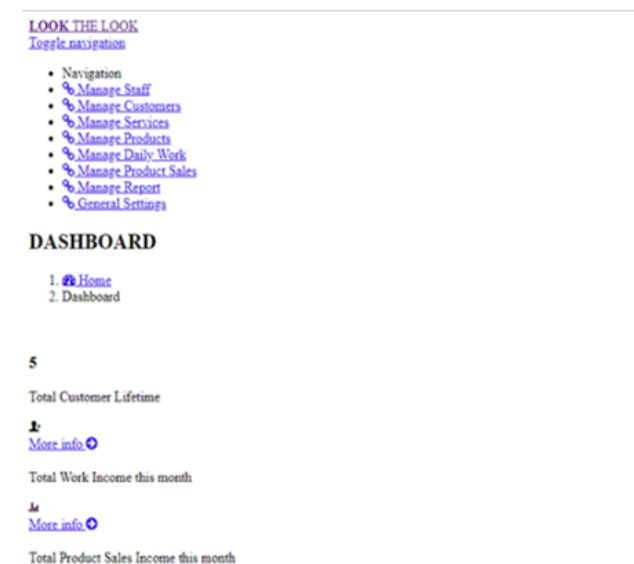 LOOK THE LOOK
Toggle navigation
Navigation
Manage Staff
Manage Customers
Manage Services
Manage Products
Manage Daily Work
Manage Product Sales
Manage Report
General Settings
DASHBOARD
1. Home
2. Dashboard
5
Total Customer Lifetime
More info
Total Work Income this month
More info
Total Product Sales Income this month